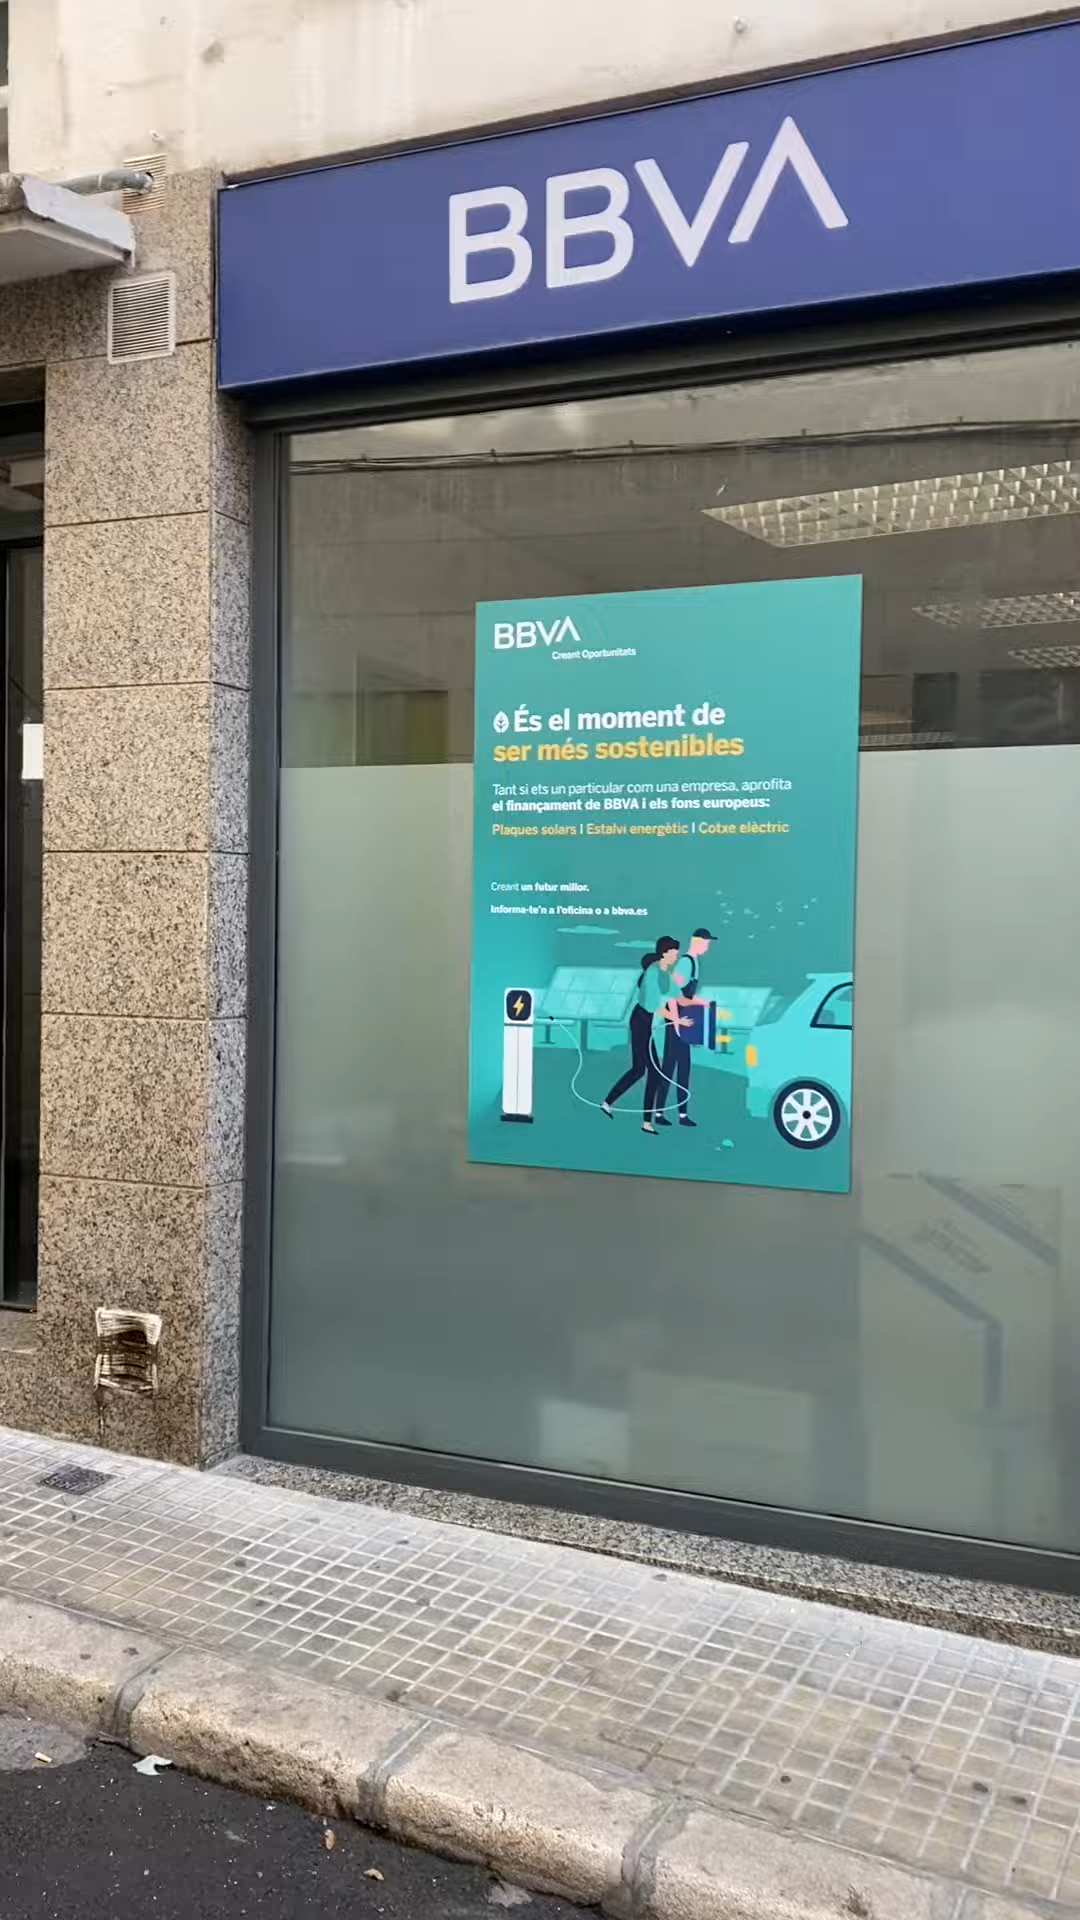 BBVA
BBVA
Creant Oportunitats
És el moment de
ser més sostenibles
Tant si ets un particular com una empresa, aprofita
el finançament de BBVA i els fons europeus:
Plaques solars | Estalvi energètic | Cotxe elèctric
Creant un futur millor.
Informa-te'n a l'oficina o a bbva.es